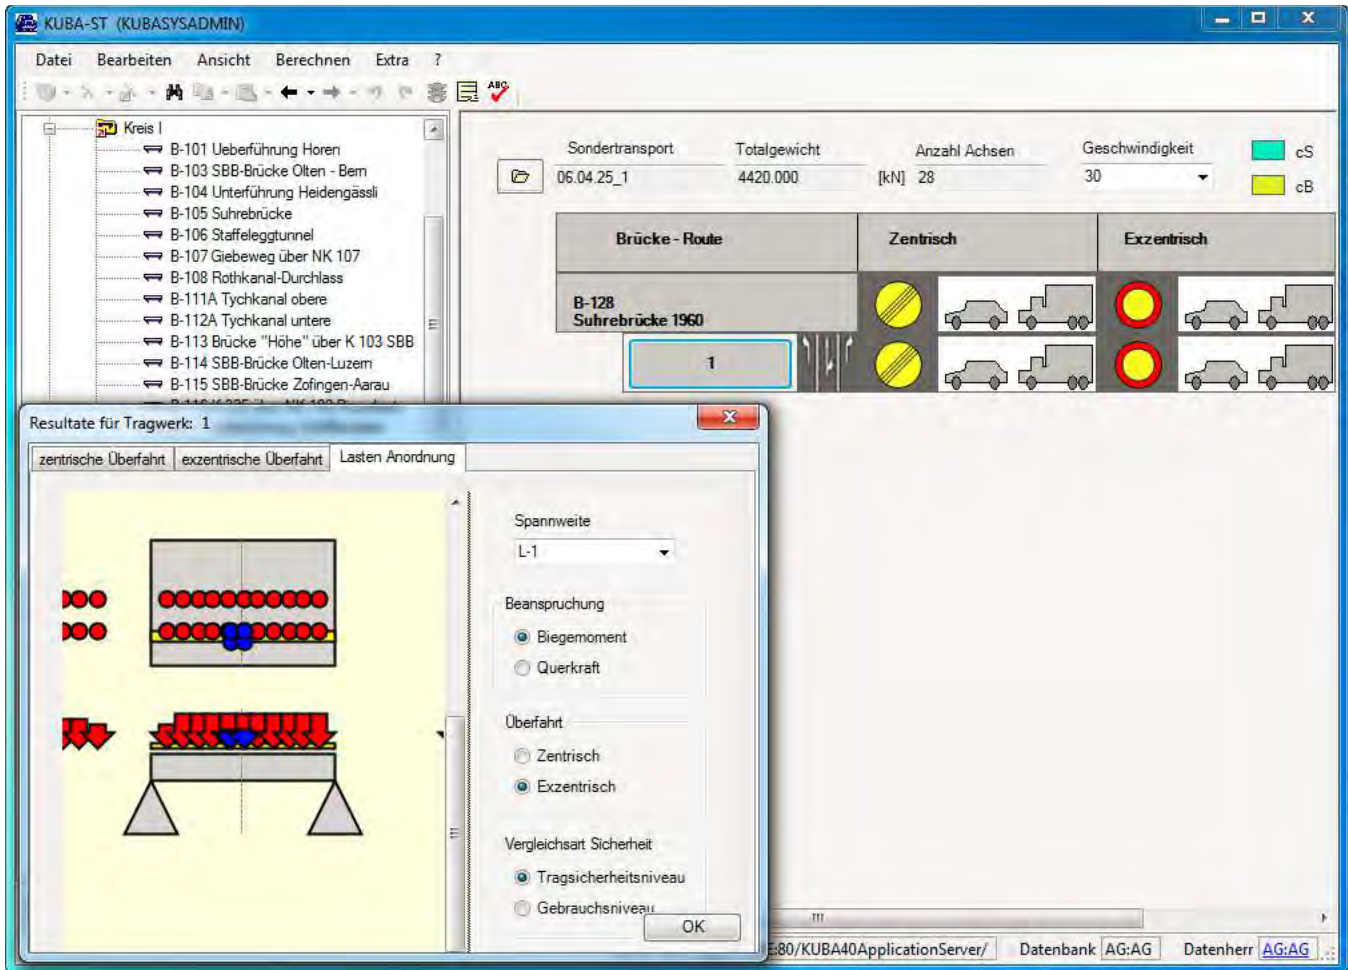 KUBA-ST (KUBASYSADMIN)
Datei Bearbeiten Ansicht Berechnen Extra ?
ABC
Kreis I
B-101 Ueberführung Horen
B-103 SBB-Brücke Olten - Bern
B-104 Unterführung Heidengässli
B-105 Suhrebrücke
B-106 Staffeleggtunnel
B-107 Giebeweg über NK 107
B-108 Rothkanal-Durchlass
B-111A Tychkanal obere
B-112A Tychkanal untere
B-113 Brücke "Höhe" über K 103 SBB
B-114 SBB-Brücke Olten-Luzern
B-115 SBB-Brücke Zofingen-Aarau
Sondertransport Totalgewicht Anzahl Achsen Geschwindigkeit
06.04.25_1 4420.000 [kN] 28 30
cS
cB
Brücke - Route Zentrisch Exzentrisch
B-128
Suhrebrücke 1960
1
Resultate für Tragwerk: 1
zentrische Überfahrt exzentrische Überfahrt Lasten Anordnung
Spannweite
L-1
Beanspruchung
Biegemoment
Querkraft
Überfahrt
Zentrisch
Exzentrisch
Vergleichsart Sicherheit
Tragsicherheitsniveau
Gebrauchsniveau
OK
E:80/KUBA40ApplicationServer/ Datenbank AG:AG Datenherr AG:AG